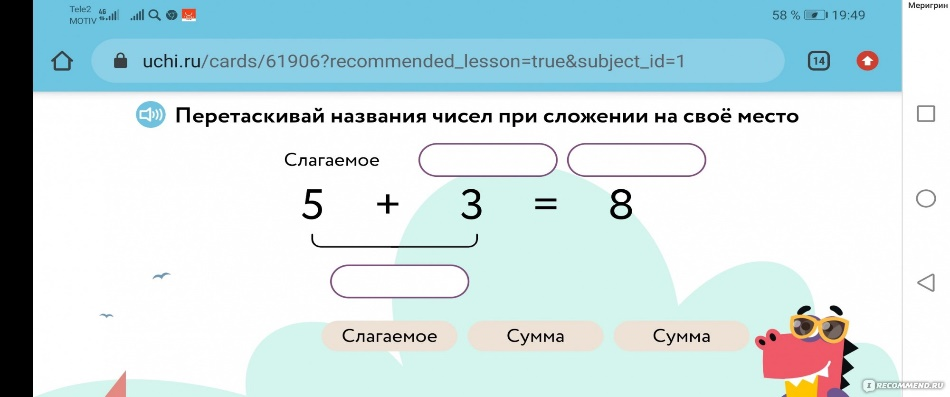 Tele2 4G
MOTIV
58 % 19:49
Меригрин
uchi.ru/cards/61906?recommended_lesson=true&subject_id=1
14
Перетаскивай названия чисел при сложении на своё место
Слагаемое
5 + 3 = 8
Слагаемое Сумма Сумма
I RECOMMEND.RU